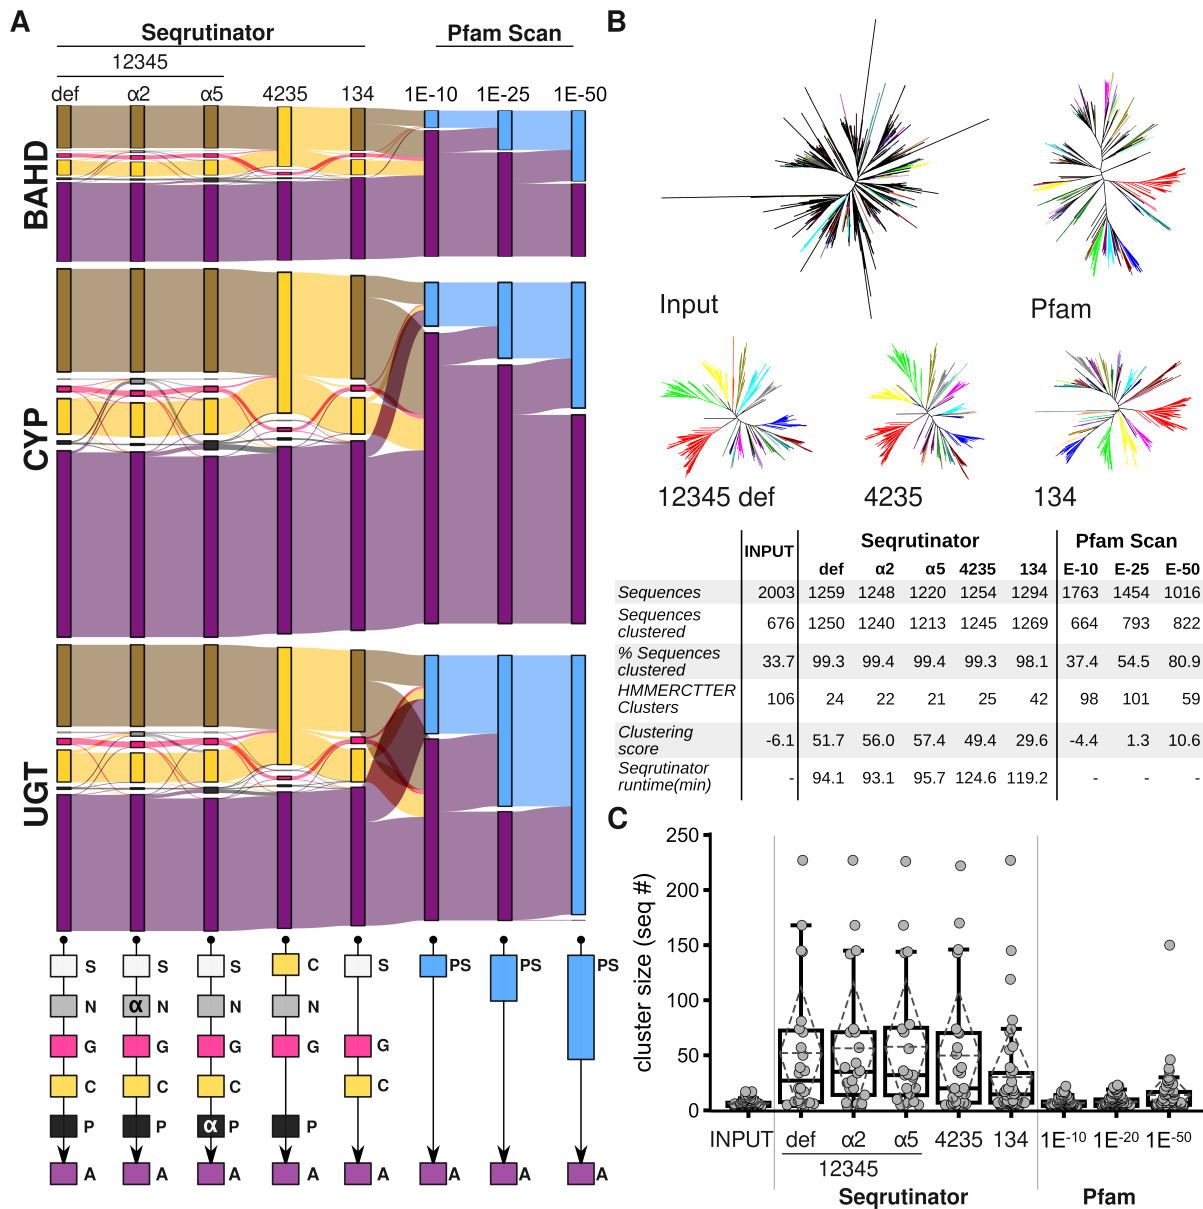 A
Seqrutinator
Pfam Scan
12345
def α2 α5 4235 134 1E-10 1E-25 1E-50
BAHD
CYP
UGT
S S S C S PS PS PS
N α N N N
G G G G G
C C C C
P P α P P
A A A A A A A A
B
Input
Pfam
12345 def
4235
134
INPUT Seqrutinator Pfam Scan
def α2 α5 4235 134 E-10 E-25 E-50
Sequences 2003 1259 1248 1220 1254 1294 1763 1454 1016
Sequences clustered 676 1250 1240 1213 1245 1269 664 793 822
% Sequences clustered 33.7 99.3 99.4 99.4 99.3 98.1 37.4 54.5 80.9
HMMERCTTER Clusters 106 24 22 21 25 42 98 101 59
Clustering score -6.1 51.7 56.0 57.4 49.4 29.6 -4.4 1.3 10.6
Seqrutinator runtime(min) - 94.1 93.1 95.7 124.6 119.2 - - -
C
cluster size (seq #)
250
200
150
100
50
0
INPUT def α2 α5 4235 134 1E-10 1E-20 1E-50
12345
Seqrutinator
Pfam